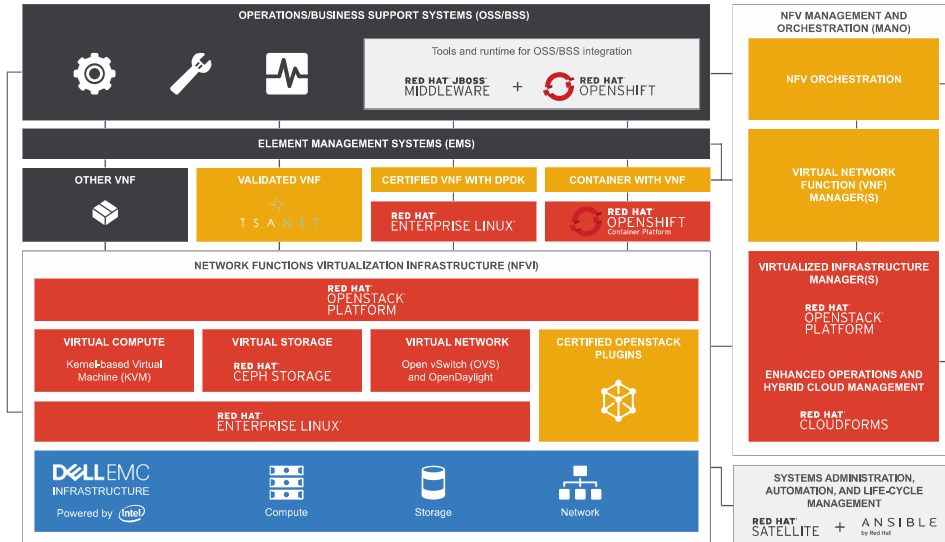 OPERATIONS/BUSINESS SUPPORT SYSTEMS (OSS/BSS)
Tools and runtime for OSS/BSS integration
RED HAT JBOSS
MIDDLEWARE
+
RED HAT
OPENSHIFT
ELEMENT MANAGEMENT SYSTEMS (EMS)
OTHER VNF
VALIDATED VNF
TSANET
CERTIFIED VNF WITH DPDK
RED HAT
ENTERPRISE LINUX
CONTAINER WITH VNF
RED HAT
OPENSHIFT
Container Platform
NETWORK FUNCTIONS VIRTUALIZATION INFRASTRUCTURE (NFVI)
RED HAT
OPENSTACK
PLATFORM
VIRTUAL COMPUTE
Kernel-based Virtual
Machine (KVM)
VIRTUAL STORAGE
RED HAT
CEPH STORAGE
VIRTUAL NETWORK
Open vSwitch (OVS)
and OpenDaylight
CERTIFIED OPENSTACK
PLUGINS
RED HAT
ENTERPRISE LINUX
DELLEMC
INFRASTRUCTURE
Powered by intel
Compute
Storage
Network
NFV MANAGEMENT AND
ORCHESTRATION (MANO)
NFV ORCHESTRATION
VIRTUAL NETWORK
FUNCTION (VNF)
MANAGER(S)
VIRTUALIZED INFRASTRUCTURE
MANAGER(S)
RED HAT
OPENSTACK
PLATFORM
ENHANCED OPERATIONS AND
HYBRID CLOUD MANAGEMENT
RED HAT
CLOUDFORMS
SYSTEMS ADMINISTRATION,
AUTOMATION, AND LIFE-CYCLE
MANAGEMENT
RED HAT
SATELLITE
+
ANSIBLE
by Red Hat